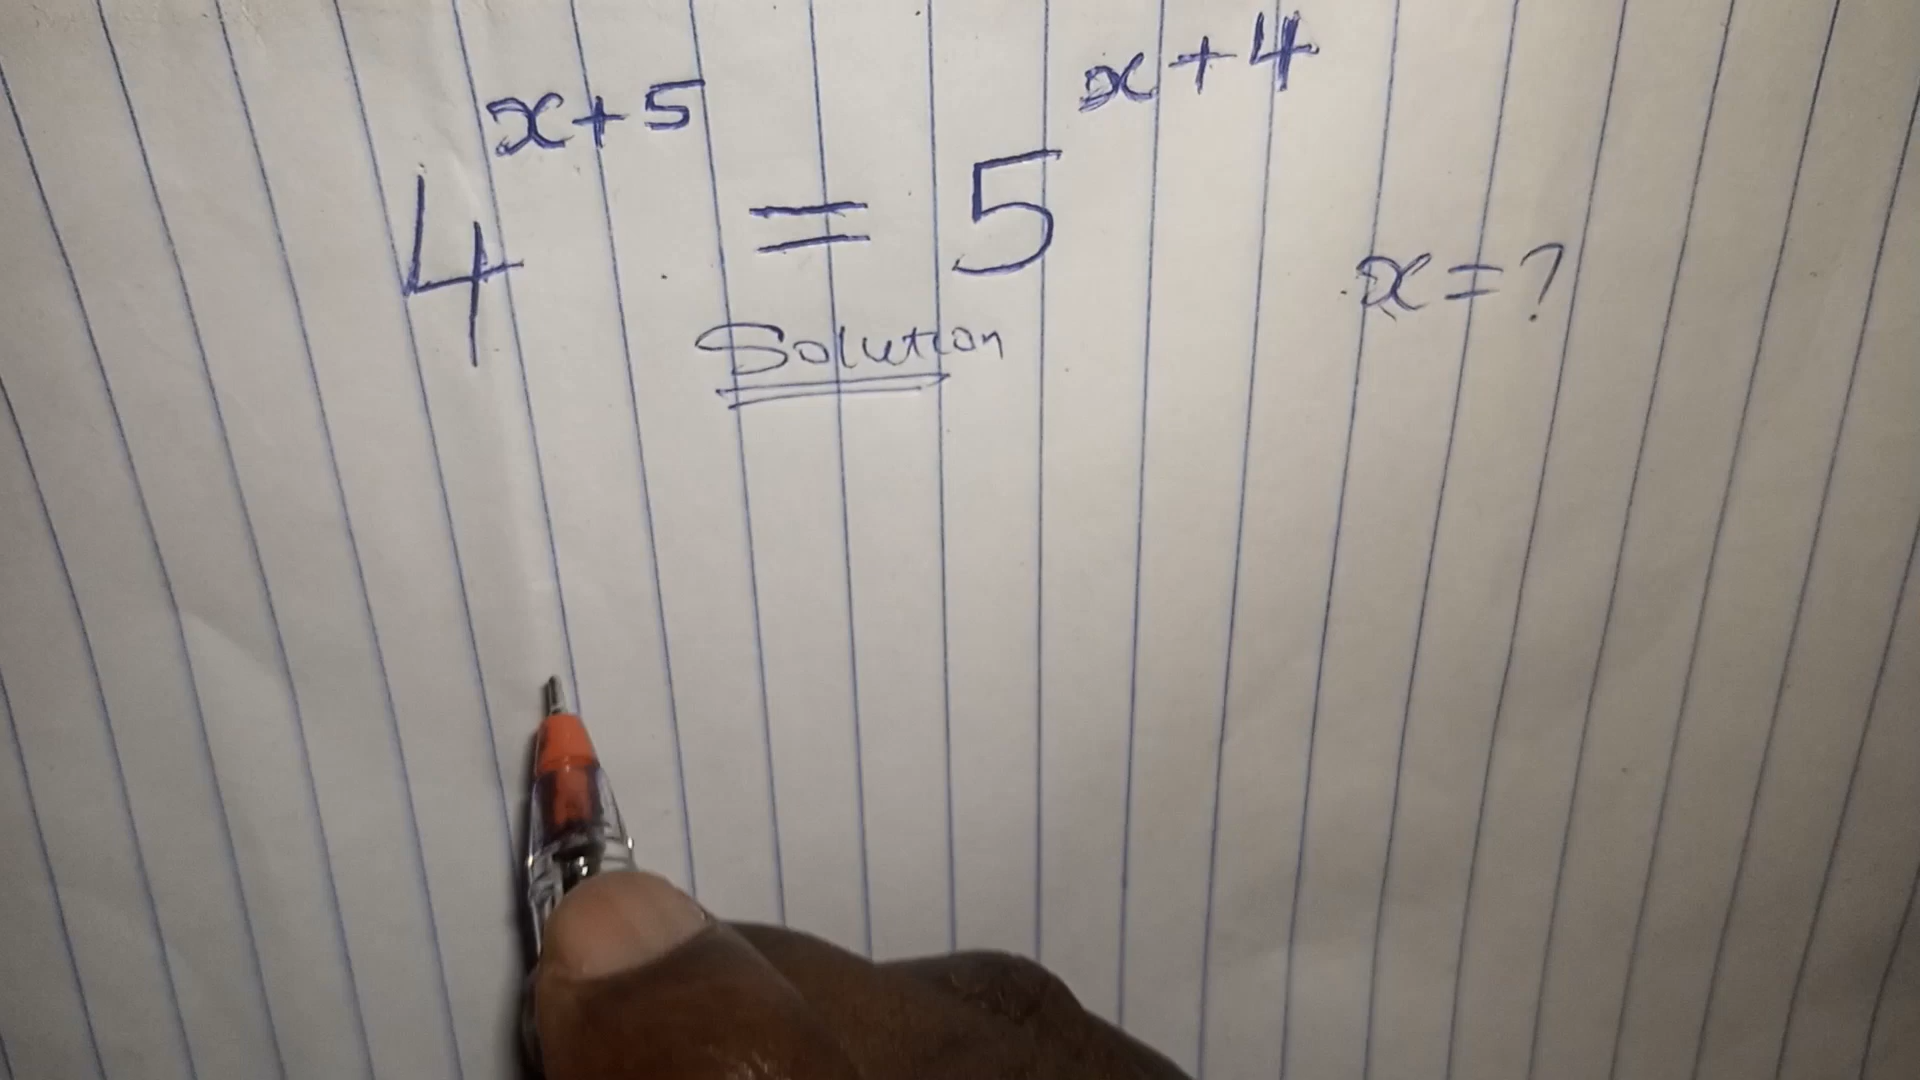 4^{x+5} = 5^{x+4}
x = ?
Solution